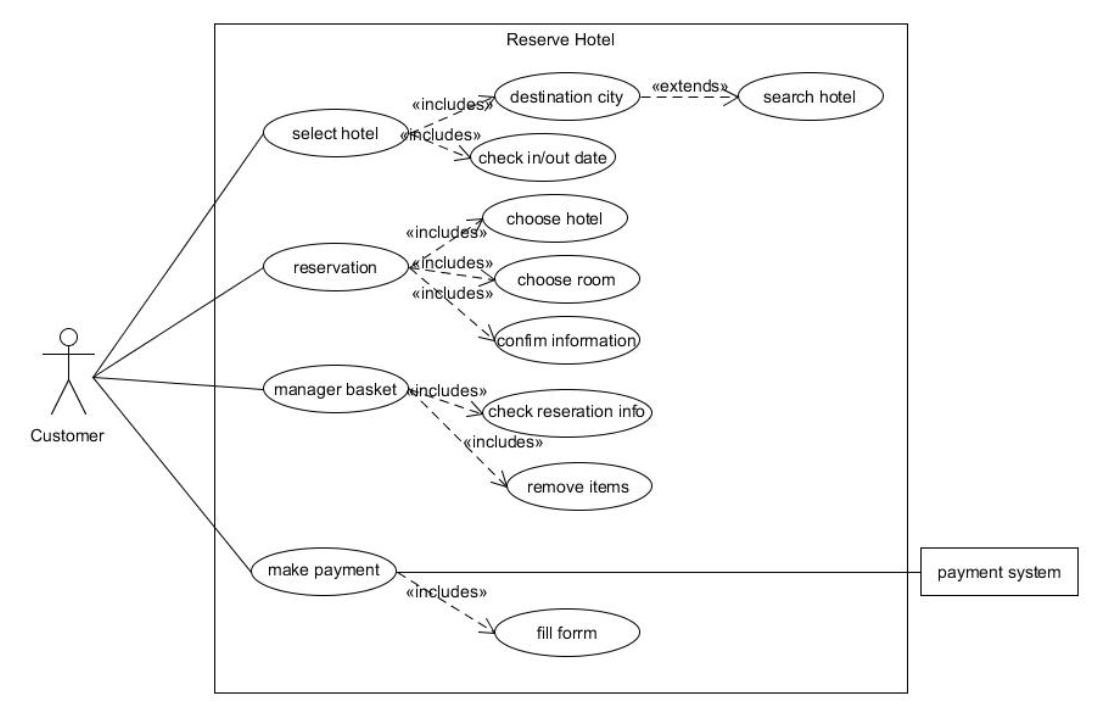 Reserve Hotel
«includes»
destination city
«extends»
search hotel
select hotel
«includes»
check in/out date
choose hotel
«includes»
reservation
«includes»
choose room
«includes»
confim information
manager basket
«includes»
check reseration info
Customer
«includes»
remove items
make payment
payment system
«includes»
fill forrm